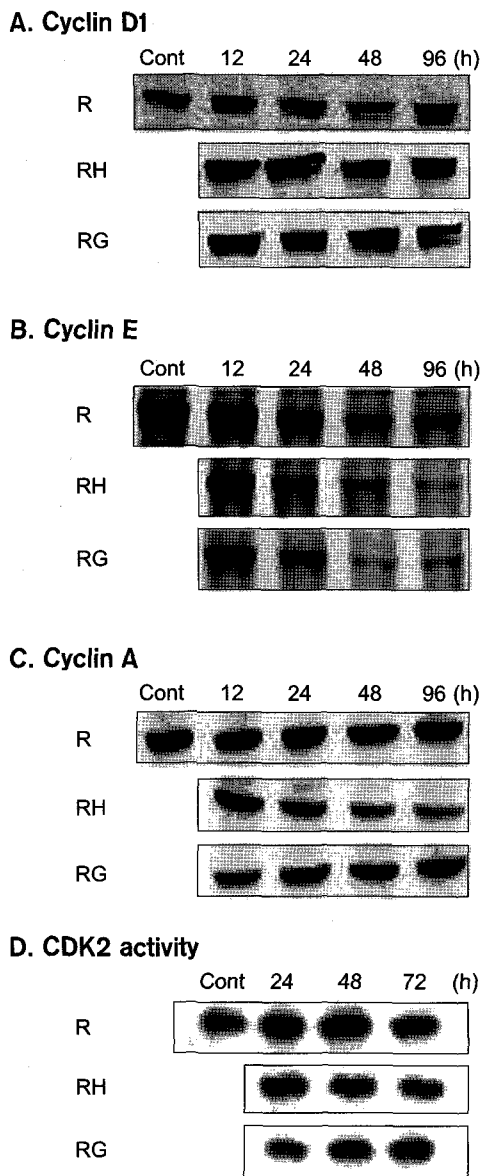 A. Cyclin D1
Cont 12 24 48 96 (h)
R
RH
RG
B. Cyclin E
Cont 12 24 48 96 (h)
R
RH
RG
C. Cyclin A
Cont 12 24 48 96 (h)
R
RH
RG
D. CDK2 activity
Cont 24 48 72 (h)
R
RH
RG